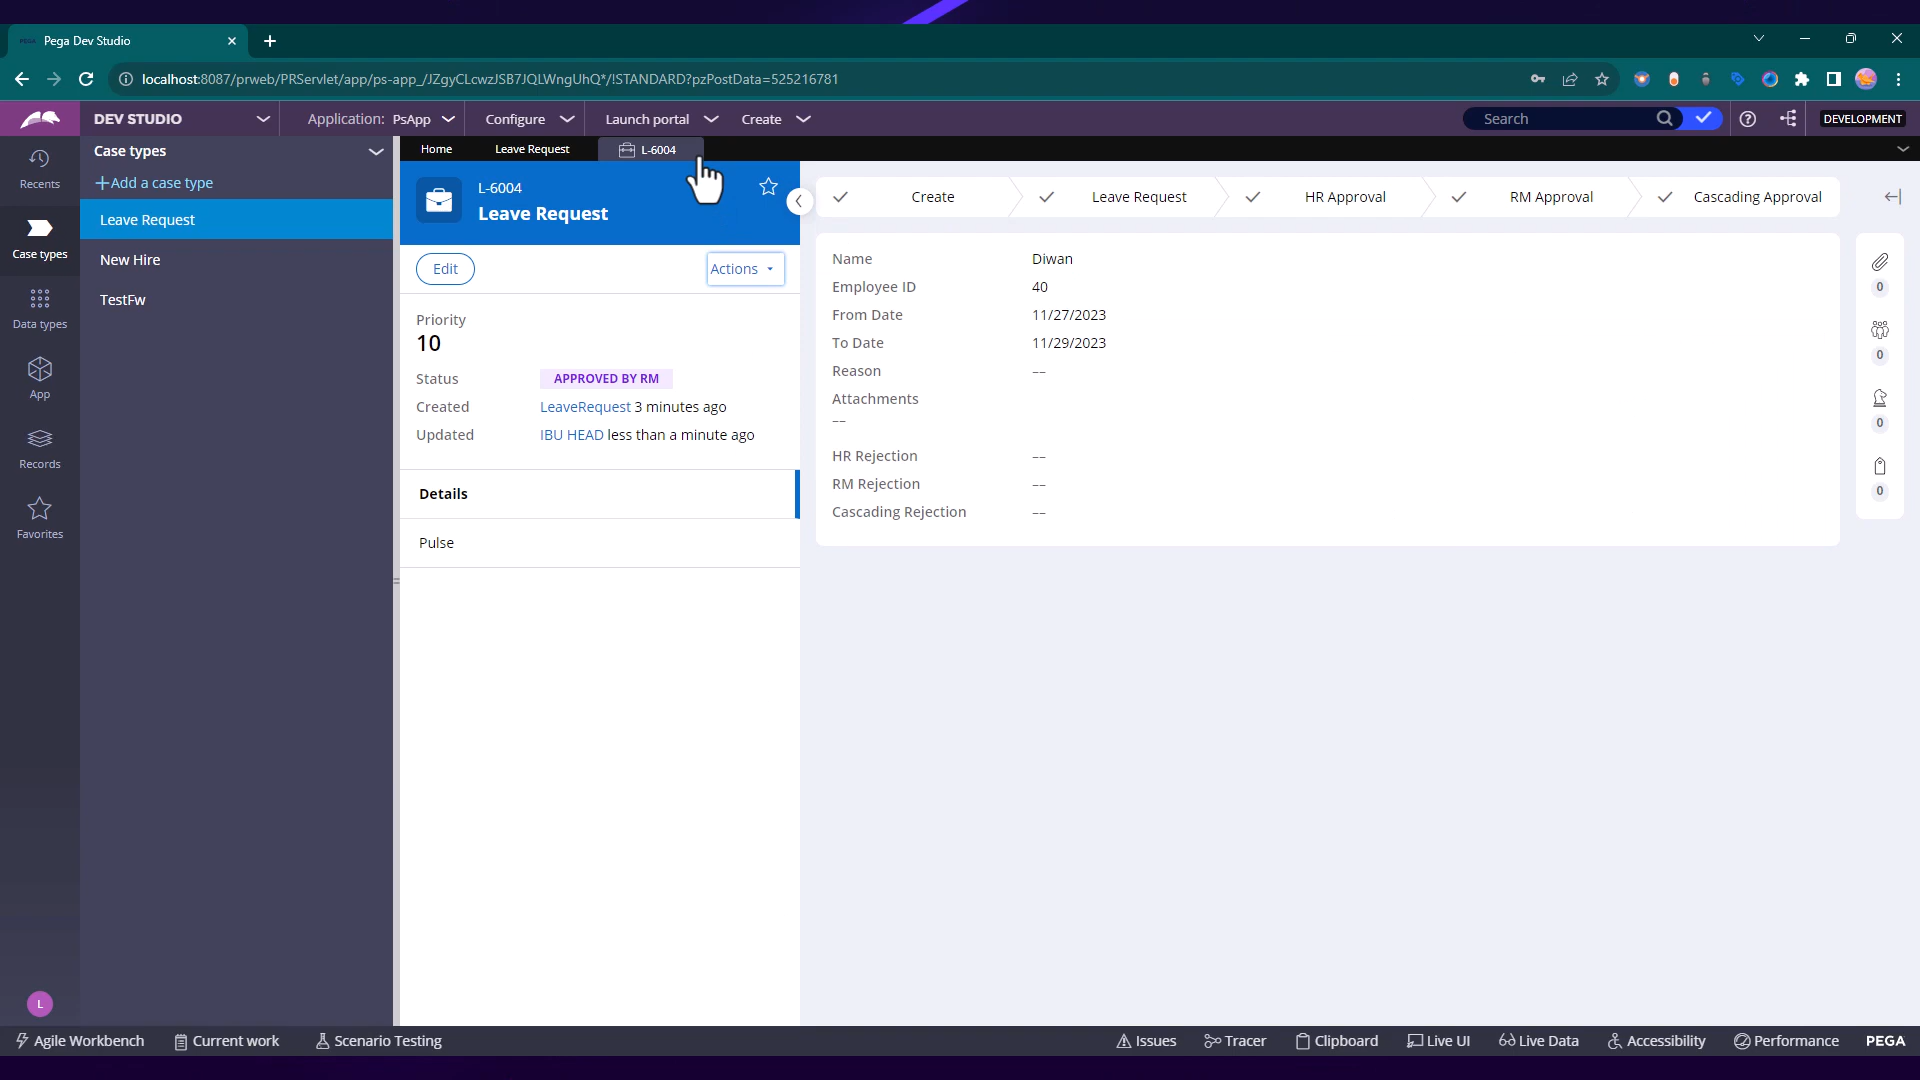 Pega Dev Studio
localhost:8087/prweb/PRServlet/app/ps-app_/JZgyCLcwzJSB7JQLWngUhQ*/!STANDARD?pzPostData=525216781
DEV STUDIO
Application: PsApp
Configure
Launch portal
Create
Search
DEVELOPMENT
Recents
Case types
Data types
App
Records
Favorites
L
Case types
+Add a case type
Leave Request
New Hire
TestFw
Home
Leave Request
L-6004
L-6004
Leave Request
Edit
Actions
Priority
10
Status APPROVED BY RM
Created LeaveRequest 3 minutes ago
Updated IBU HEAD less than a minute ago
Details
Pulse
Create
Leave Request
HR Approval
RM Approval
Cascading Approval
Name Diwan
Employee ID 40
From Date 11/27/2023
To Date 11/29/2023
Reason --
Attachments
--
HR Rejection --
RM Rejection --
Cascading Rejection --
0
0
0
0
Agile Workbench
Current work
Scenario Testing
Issues
Tracer
Clipboard
Live UI
Live Data
Accessibility
Performance
PEGA